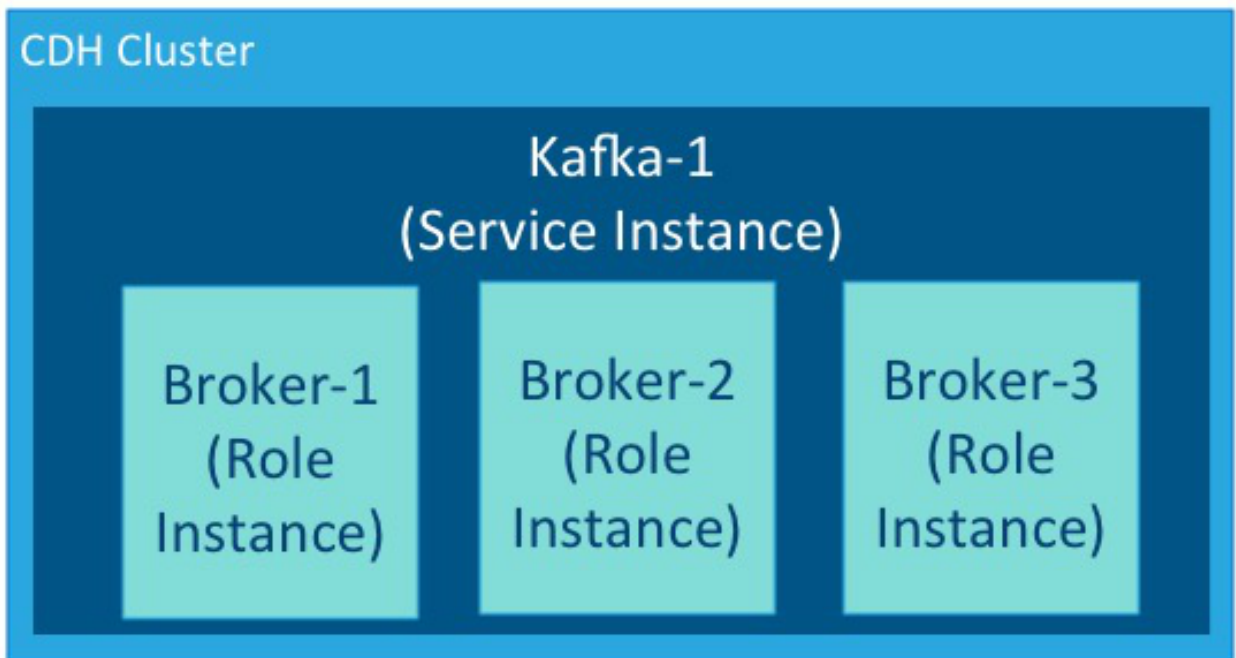 CDH Cluster
Kafka-1
(Service Instance)
Broker-1
(Role
Instance)
Broker-2
(Role
Instance)
Broker-3
(Role
Instance)